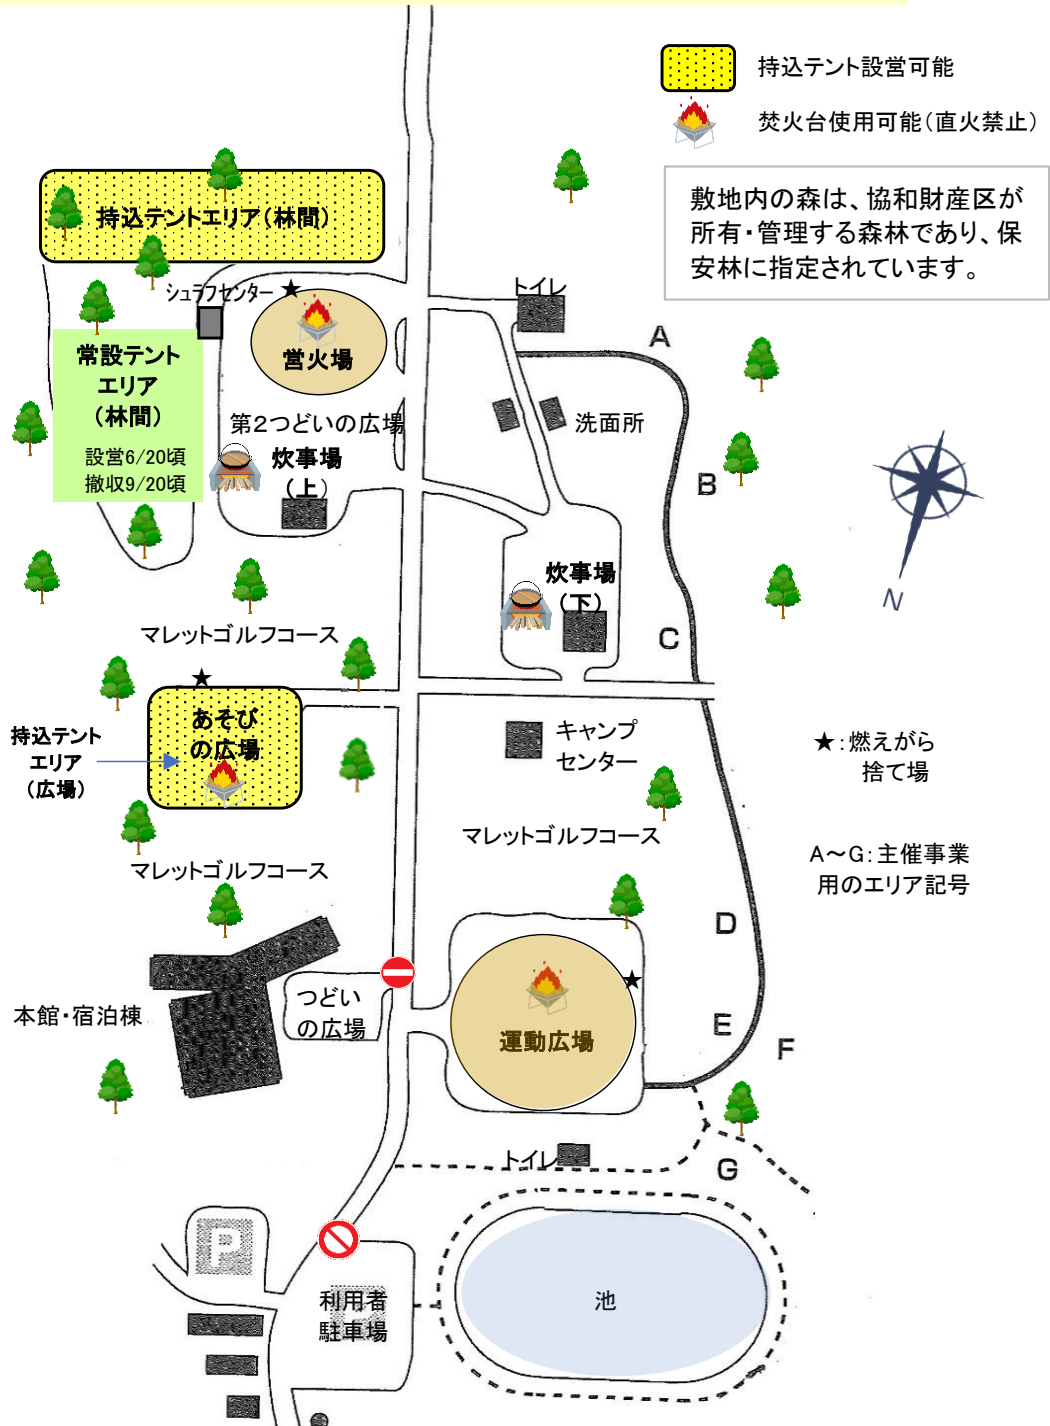 持込テント設営可能
焚火台使用可能(直火禁止)
敷地内の森は、協和財産区が
所有・管理する森林であり、保
安林に指定されています。
持込テントエリア(林間)
シュラフセンター
★
営火場
トイレ
A
常設テント
エリア
(林間)
設営6/20頃
撤収9/20頃
第2つどいの広場
炊事場
(上)
洗面所
B
N
炊事場
(下)
C
マレットゴルフコース
★
あそび
の広場
持込テント
エリア
(広場)
キャンプ
センター
★:燃えがら
捨て場
マレットゴルフコース
マレットゴルフコース
A～G:主催事業
用のエリア記号
D
本館・宿泊棟
つどい
の広場
★
運動広場
E
F
トイレ
G
P
利用者
駐車場
P
池